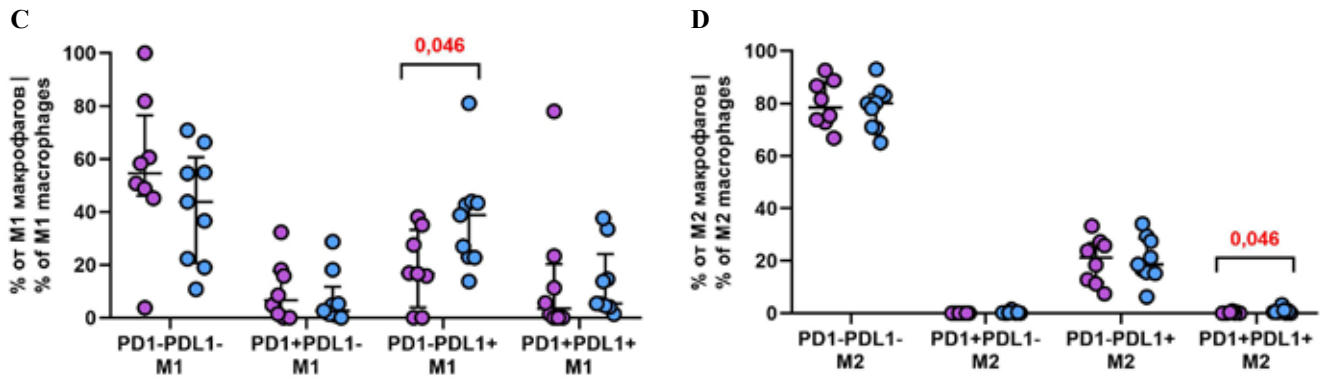 C
% от M1 макрофагов |
% of M1 macrophages
100
80
60
40
20
0
0,046
PD1-PDL1-
M1
PD1+PDL1-
M1
PD1-PDL1+
M1
PD1+PDL1+
M1
D
% от M2 макрофагов |
% of M2 macrophages
100
80
60
40
20
0
0,046
PD1-PDL1-
M2
PD1+PDL1-
M2
PD1-PDL1+
M2
PD1+PDL1+
M2